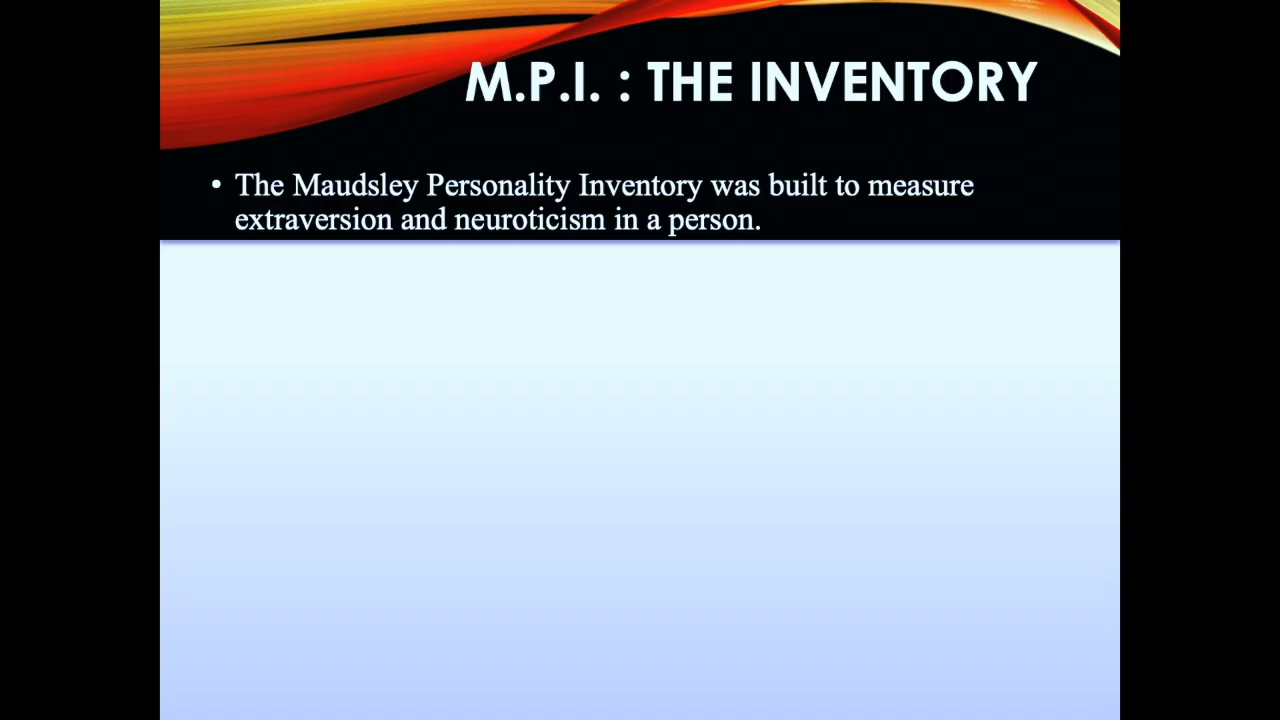 M.P.I. : THE INVENTORY
• The Maudsley Personality Inventory was built to measure
extraversion and neuroticism in a person.